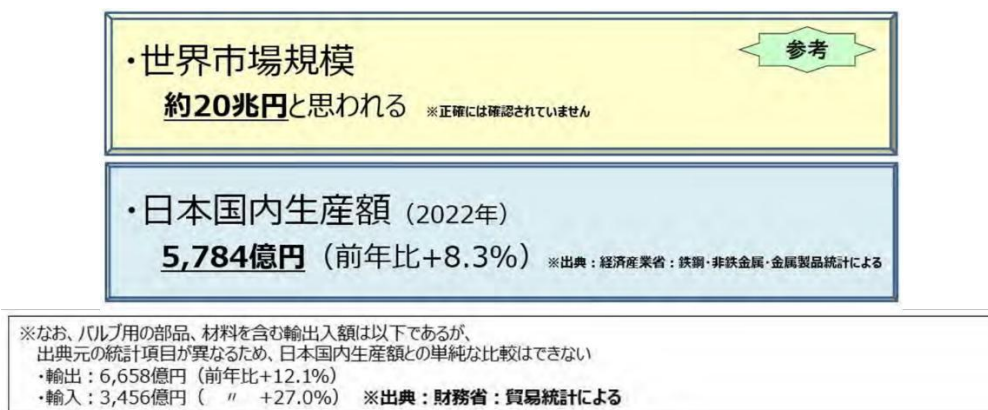 ・世界市場規模
参考
約20兆円と思われる ※正確には確認されていません
・日本国内生産額（2022年）
5,784億円（前年比+8.3%）※出典：経済産業省：鉄鋼・非鉄金属・金属製品統計による
※なお、バルブ用の部品、材料を含む輸出入額は以下であるが、
出典元の統計項目が異なるため、日本国内生産額との単純な比較はできない
・輸出：6,658億円（前年比+12.1%）
・輸入：3,456億円（ 〃 +27.0%） ※出典：財務省：貿易統計による